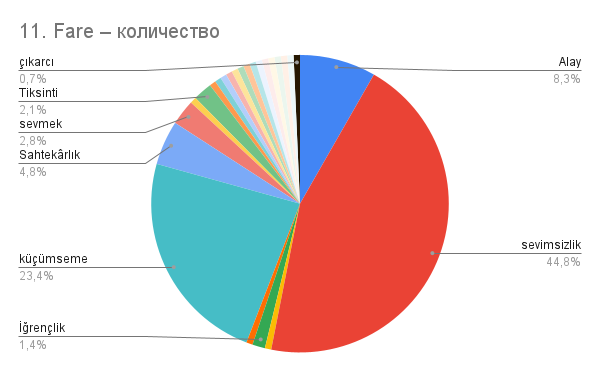 11. Fare – количество
çıkarcı
0,7%
Tiksinti
2,1%
sevmek
2,8%
Sahtekârlık
4,8%
küçümseme
23,4%
İğrençlik
1,4%
Alay
8,3%
sevimsizlik
44,8%